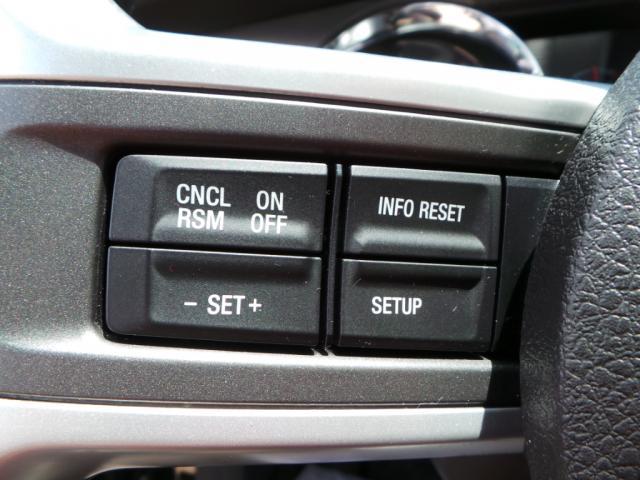 CNCL ON
RSM OFF
INFO RESET
- SET +
SETUP